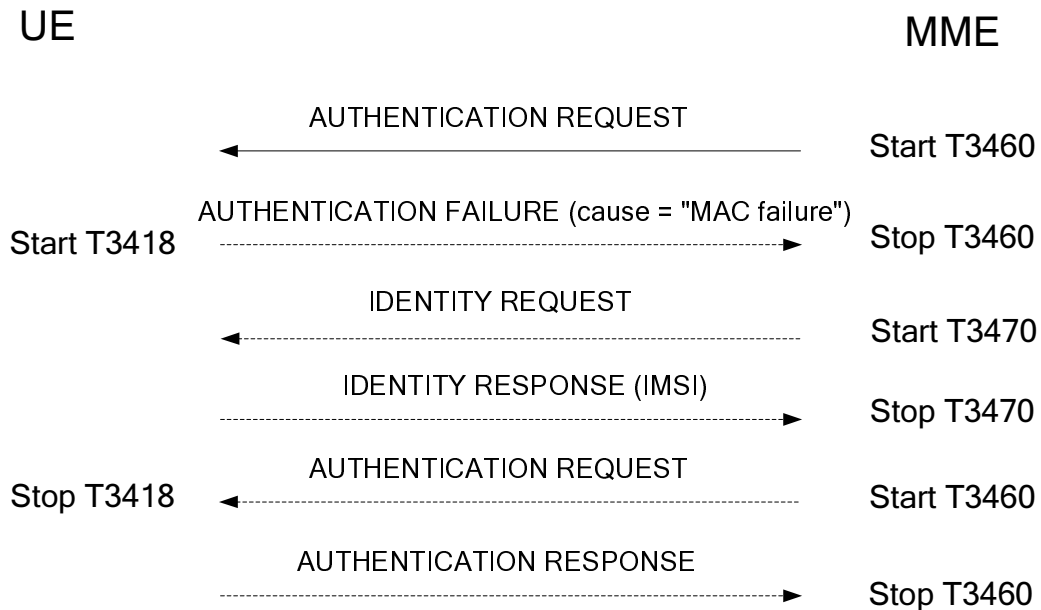 UE
MME
AUTHENTICATION REQUEST
Start T3460
AUTHENTICATION FAILURE (cause = "MAC failure")
Start T3418
Stop T3460
IDENTITY REQUEST
Start T3470
IDENTITY RESPONSE (IMSI)
Stop T3470
AUTHENTICATION REQUEST
Stop T3418
Start T3460
AUTHENTICATION RESPONSE
Stop T3460